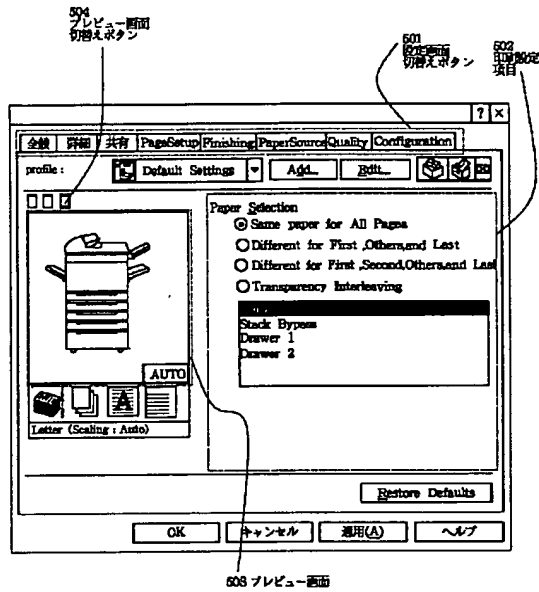 504
プレビュー画面
切替えボタン
501
設定画面
切替えボタン
502
印刷設定
項目
? ×
全般 詳細 共有 PageSetup Finishing PaperSource Quality Configuration
profile : Default Settings Add... Edit...
Paper Selection
Same paper for All Pages
Different for First ,Others,and Last
Different for First ,Second,Others,and Last
Transparency Interleaving
Stack Bypass
Drawer 1
Drawer 2
AUTO
A
Letter (Scaling : Auto)
Restore Defaults
OK キャンセル 適用(A) ヘルプ
503 プレビュー画面